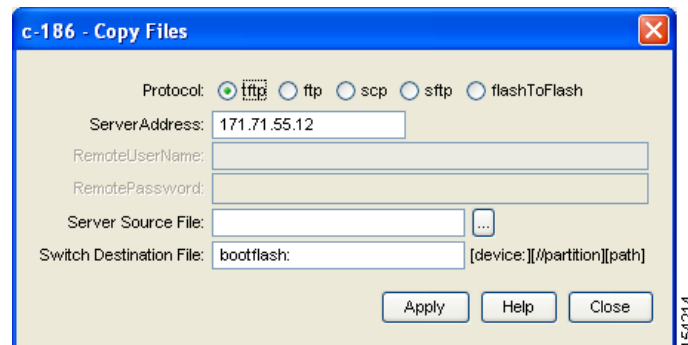 c-186 - Copy Files
Protocol: tftp ftp scp sftp flashToFlash
ServerAddress: 171.71.55.12
RemoteUserName:
RemotePassword:
Server Source File: ...
Switch Destination File: bootflash: [device:][//partition][path]
Apply Help Close